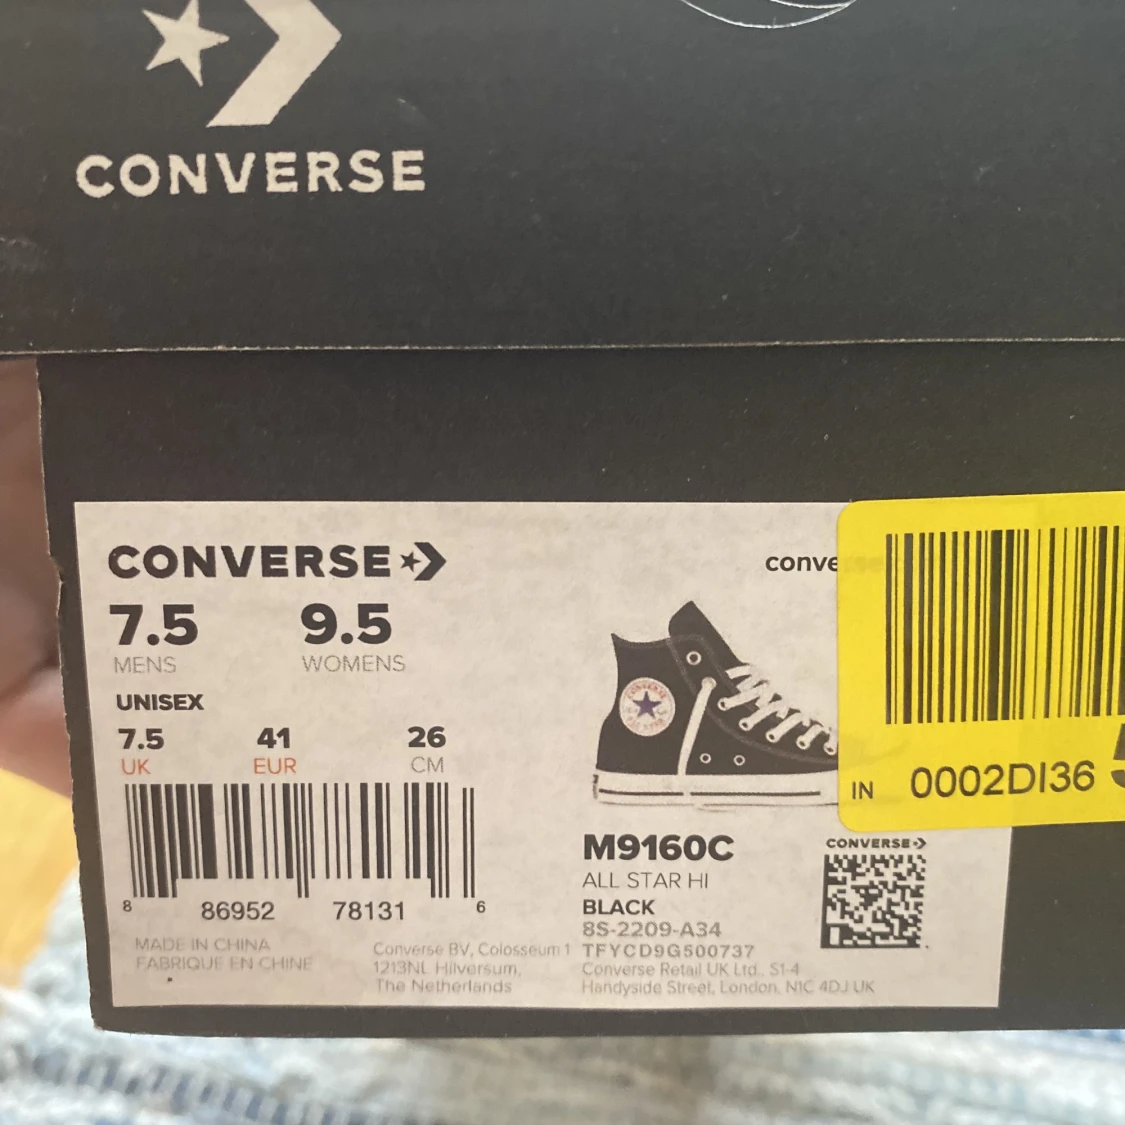 CONVERSE
CONVERSE
7.5 9.5
MENS WOMENS
UNISEX
7.5 41 26
UK EUR CM
8 86952 78131 6
MADE IN CHINA
FABRIQUE EN CHINE
Converse BV, Colosseum 1
1213NL Hilversum,
The Netherlands
conve
M9160C
ALL STAR HI
BLACK
8S-2209-A34
TFYCD9G500737
Converse Retail UK Ltd., S1-4
Handyside Street, London, N1C 4DJ UK
CONVERSE
IN 0002DI36